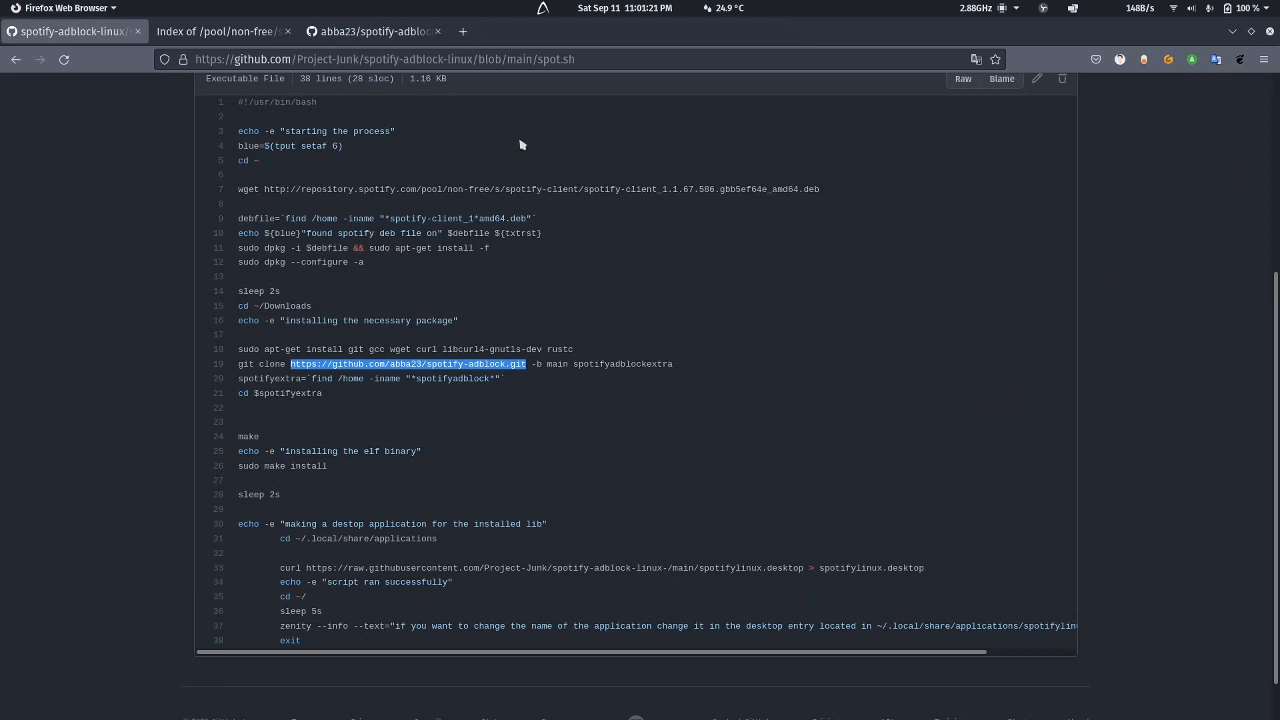 Firefox Web Browser
Sat Sep 11 11:01:21 PM
24.9 °C
2.88GHz
148B/s
100 %
spotify-adblock-linux/s
Index of /pool/non-free/s
abba23/spotify-adbloc
https://github.com/Project-Junk/spotify-adblock-linux/blob/main/spot.sh
Executable File
38 lines (28 sloc)
1.16 KB
Raw
Blame
1 #!/usr/bin/bash
2
3 echo -e "starting the process"
4 blue=$(tput setaf 6)
5 cd ~
6
7 wget http://repository.spotify.com/pool/non-free/s/spotify-client/spotify-client_1.1.67.586.gbb5ef64e_amd64.deb
8
9 debfile=`find /home -iname "*spotify-client_1*amd64.deb"`
10 echo ${blue}"found spotify deb file on" $debfile ${txtrst}
11 sudo dpkg -i $debfile && sudo apt-get install -f
12 sudo dpkg --configure -a
13
14 sleep 2s
15 cd ~/Downloads
16 echo -e "installing the necessary package"
17
18 sudo apt-get install git gcc wget curl libcurl4-gnutls-dev rustc
19 git clone https://github.com/abba23/spotify-adblock.git -b main spotifyadblockextra
20 spotifyextra=`find /home -iname "*spotifyadblock*"`
21 cd $spotifyextra
22
23
24 make
25 echo -e "installing the elf binary"
26 sudo make install
27
28 sleep 2s
29
30 echo -e "making a destop application for the installed lib"
31 cd ~/.local/share/applications
32
33 curl https://raw.githubusercontent.com/Project-Junk/spotify-adblock-linux-/main/spotifylinux.desktop > spotifylinux.desktop
34 echo -e "script ran successfully"
35 cd ~/
36 sleep 5s
37 zenity --info --text="if you want to change the name of the application change it in the desktop entry located in ~/.local/share/applications/spotifylinu
38 exit